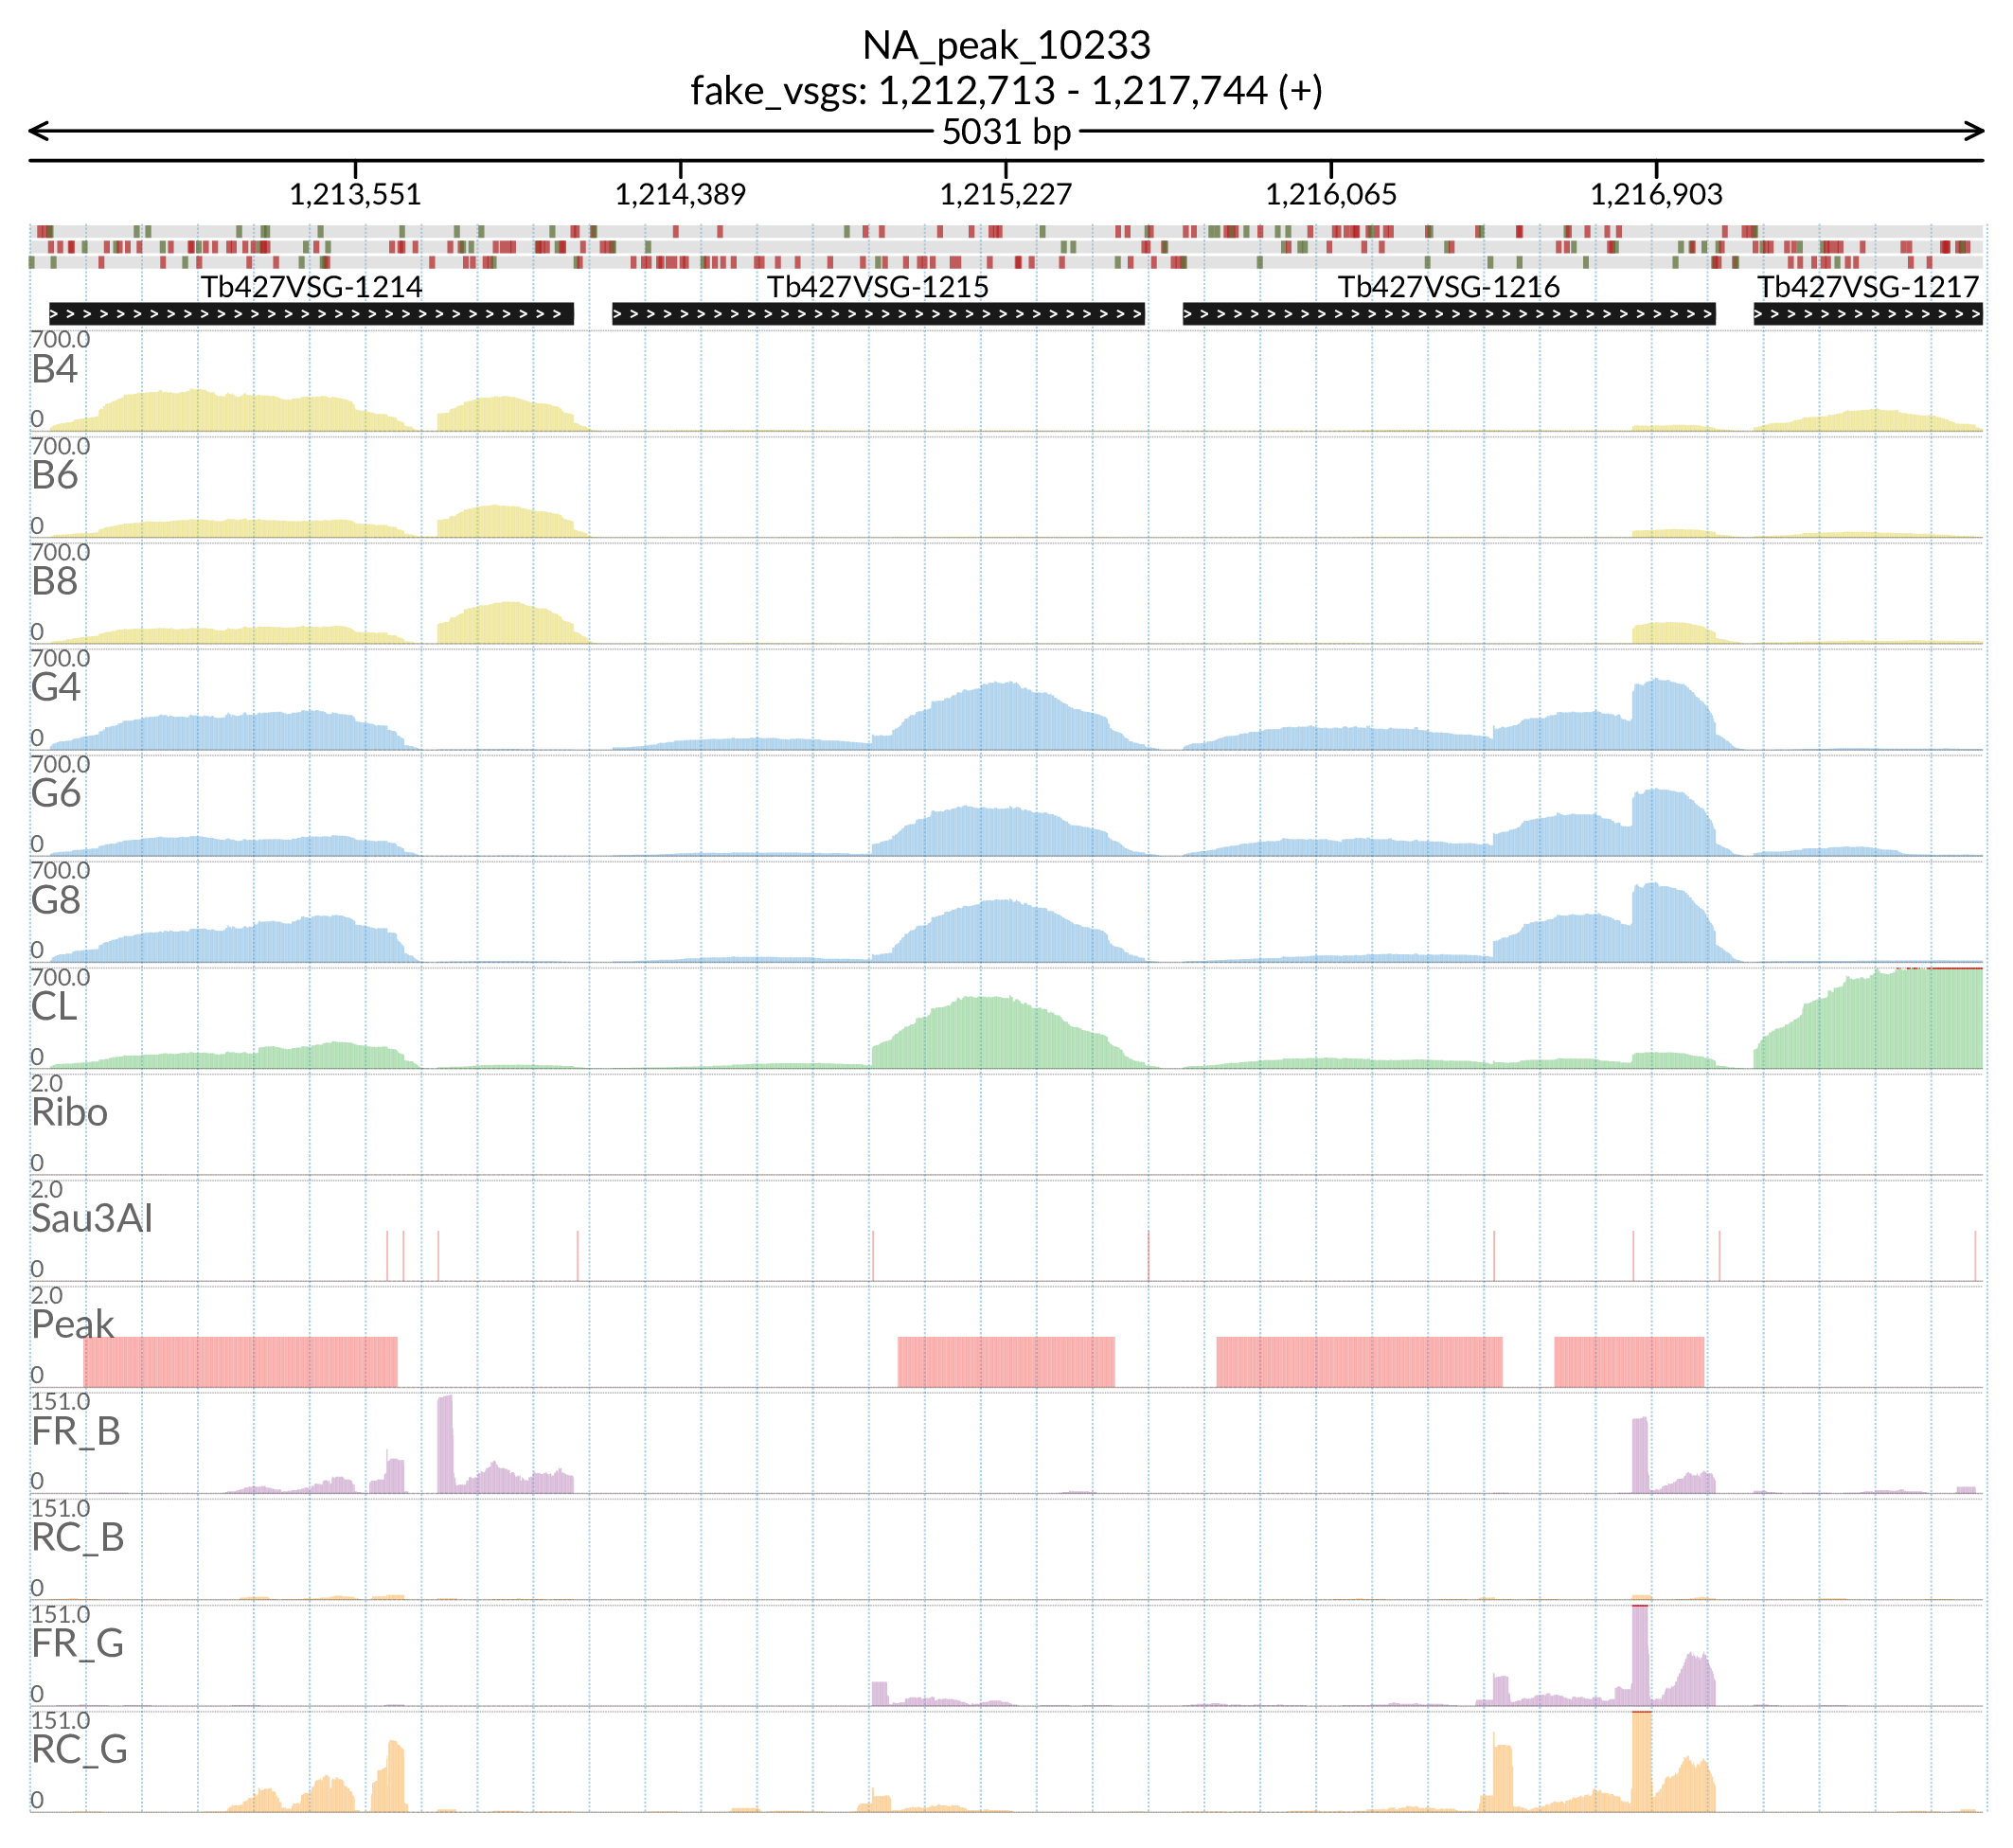 NA_peak_10233
fake_vsgs: 1,212,713 - 1,217,744 (+)
5031 bp
1,213,551 1,214,389 1,215,227 1,216,065 1,216,903
Tb427VSG-1214 Tb427VSG-1215 Tb427VSG-1216 Tb427VSG-1217
700.0
B4
0
700.0
B6
0
700.0
B8
0
700.0
G4
0
700.0
G6
0
700.0
G8
0
700.0
CL
0
2.0
Ribo
0
2.0
Sau3AI
0
2.0
Peak
0
151.0
FR_B
0
151.0
RC_B
0
151.0
FR_G
0
151.0
RC_G
0